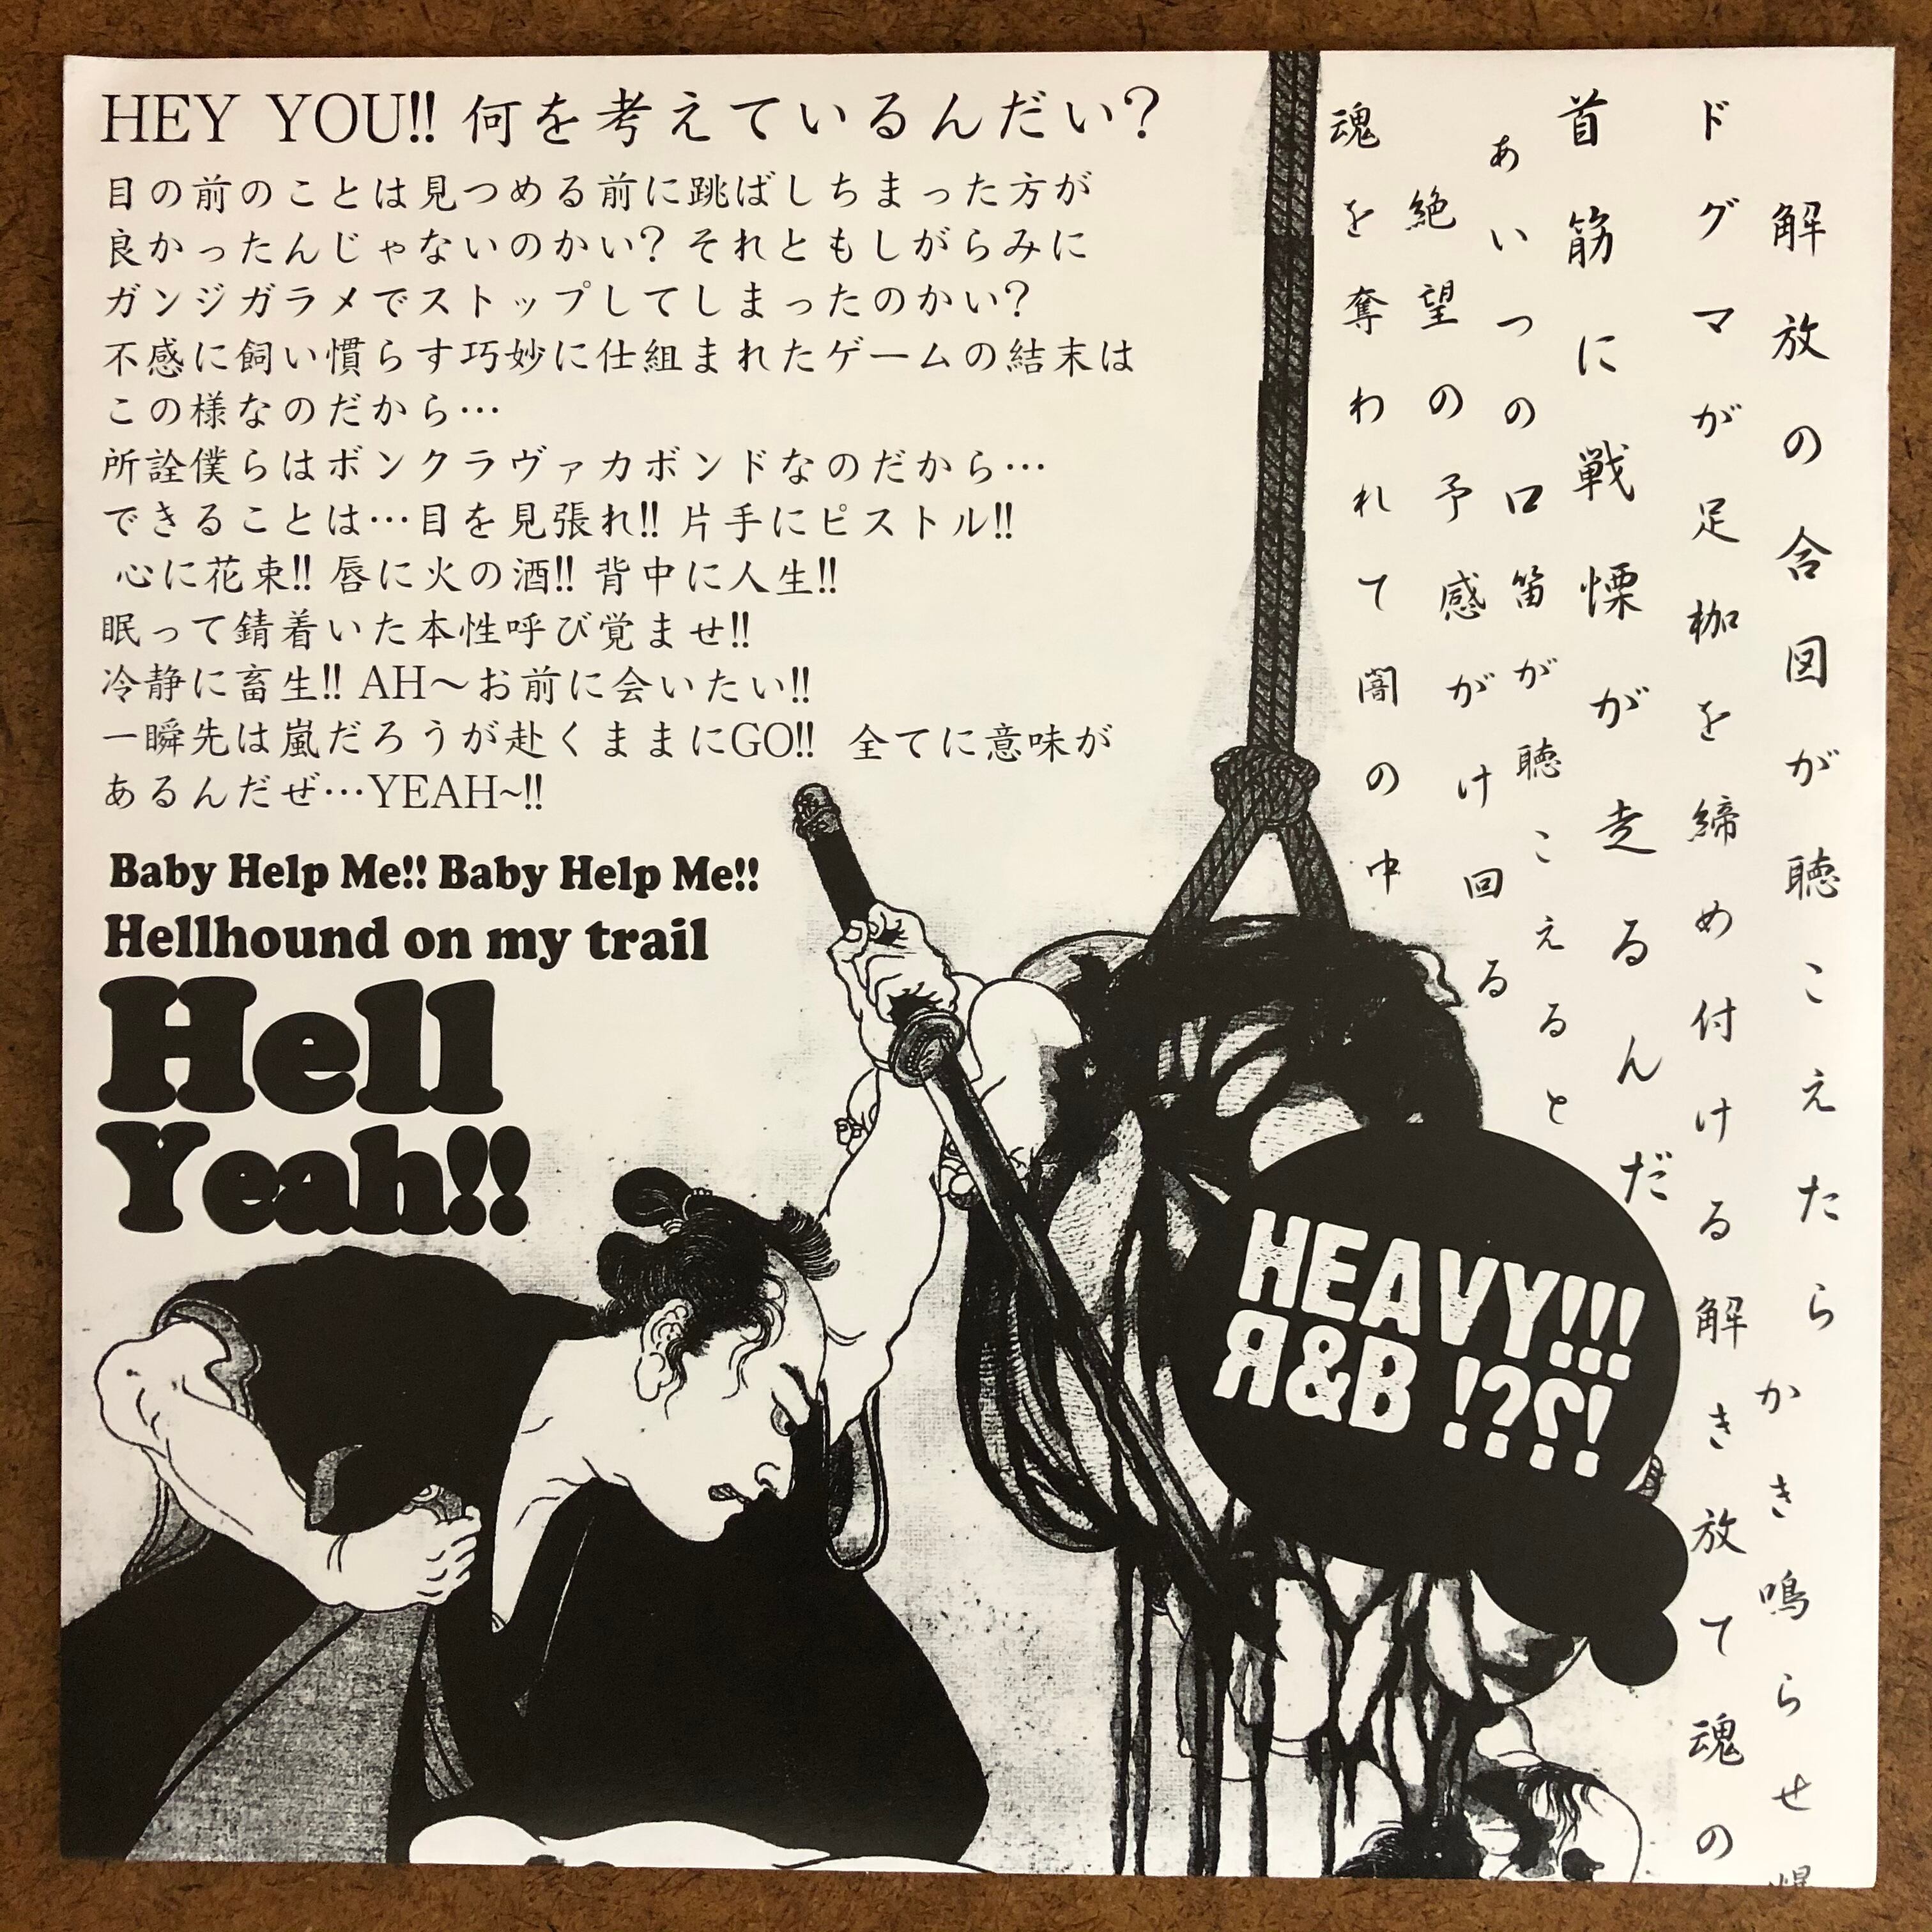 HEY YOU!! 何を考えているんだい?
目の前のことは見つめる前に跳ばしちまった方が
良かったんじゃないのかい? それともしがらみに
ガンジガラメでストップしてしまったのかい?
不感に飼い慣らす巧妙に仕組まれたゲームの結末は
この様なのだから…
所詮僕らはボンクラヴァカボンドなのだから…
できることは…目を見張れ!! 片手にピストル!!
心に花束!! 唇に火の酒!! 背中に人生!!
眠って錆着いた本性呼び覚ませ!!
冷静に畜生!! AH〜お前に会いたい!!
一瞬先は嵐だろうが赴くままにGO!! 全てに意味が
あるんだぜ…YEAH~!!
Baby Help Me!! Baby Help Me!!
Hellhound on my trail
Hell
Yeah!!
解放の合図が聴こえたら
かき鳴らせ
ドグマが足枷を締め付ける解き放て魂の
首筋に戦慄が走るんだ
あいつの口笛が聴こえると
絶望の予感がかけ回る
魂を奪われて闇の中
HEAVY!!!
R&B !??!